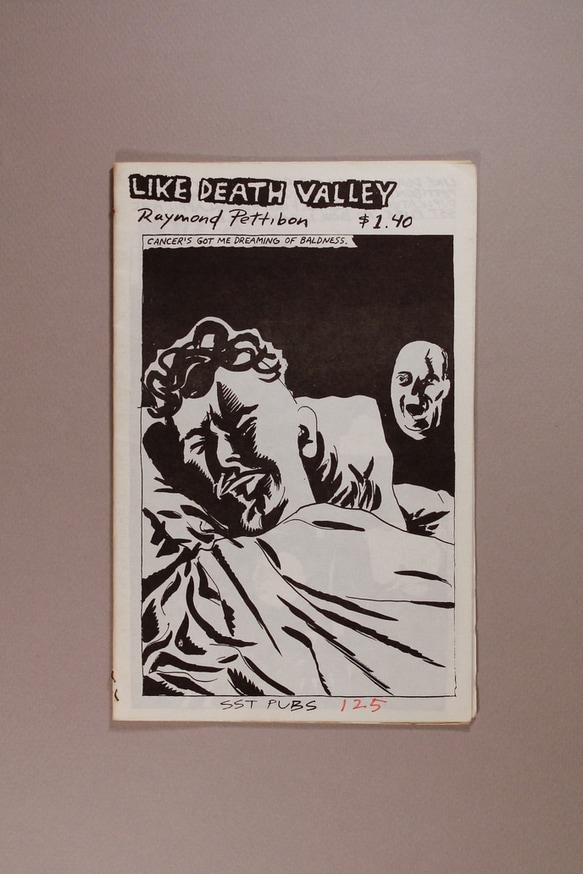 LIKE DEATH VALLEY
Raymond Pettibon $1.40
CANCER'S GOT ME DREAMING OF BALDNESS.
SST PUBS 125